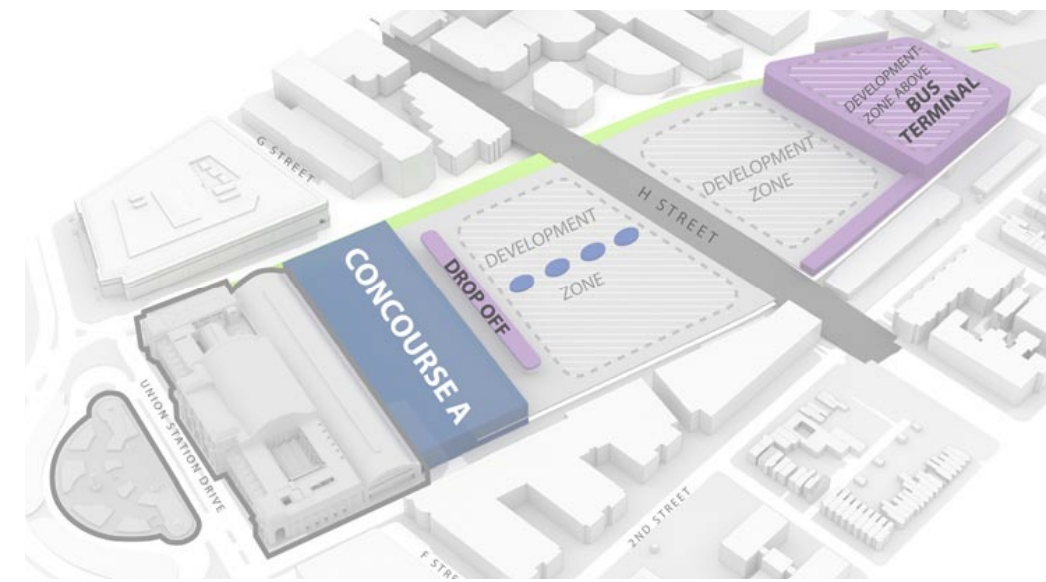 G STREET
H STREET
CONCOURSE A
DROP OFF
DEVELOPMENT
ZONE
DEVELOPMENT
ZONE
DEVELOPMENT-
ZONE ABOVE
BUS
TERMINAL
UNION STATION DRIVE
F STRE
2ND STREET